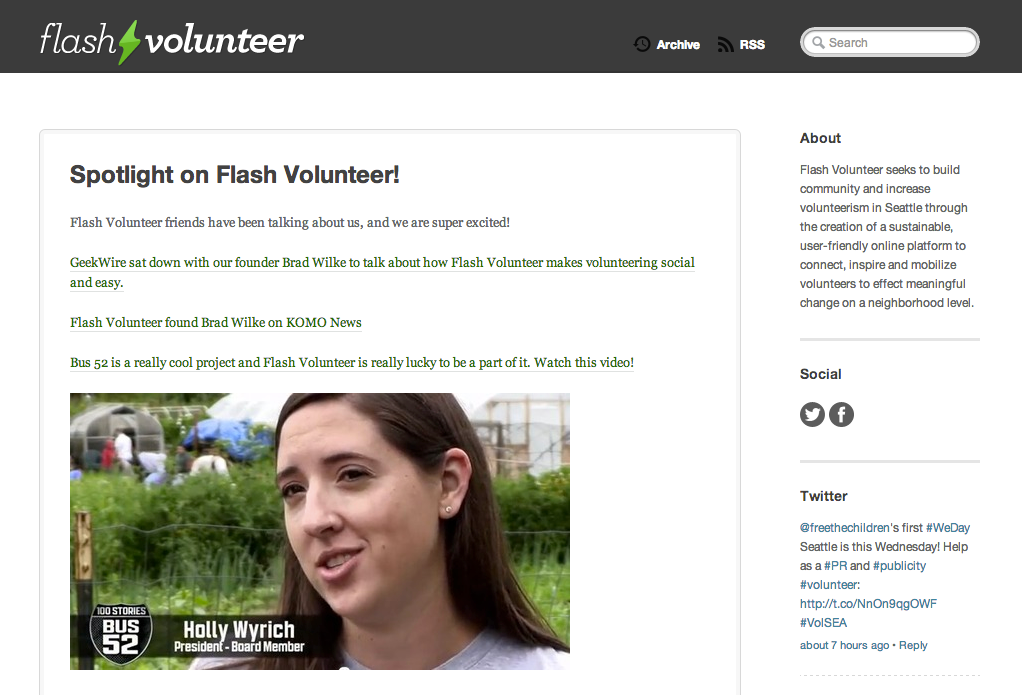 flash volunteer
Archive
RSS
Search
Spotlight on Flash Volunteer!
Flash Volunteer friends have been talking about us, and we are super excited!
GeekWire sat down with our founder Brad Wilke to talk about how Flash Volunteer makes volunteering social
and easy.
Flash Volunteer found Brad Wilke on KOMO News
Bus 52 is a really cool project and Flash Volunteer is really lucky to be a part of it. Watch this video!
100 STORIES
BUS
52
Holly Wyrich
President - Board Member
About
Flash Volunteer seeks to build
community and increase
volunteerism in Seattle through
the creation of a sustainable,
user-friendly online platform to
connect, inspire and mobilize
volunteers to effect meaningful
change on a neighborhood level.
Social
Twitter
@freethechildren's first #WeDay
Seattle is this Wednesday! Help
as a #PR and #publicity
#volunteer:
http://t.co/NnOn9qgOWF
#VolSEA
about 7 hours ago • Reply